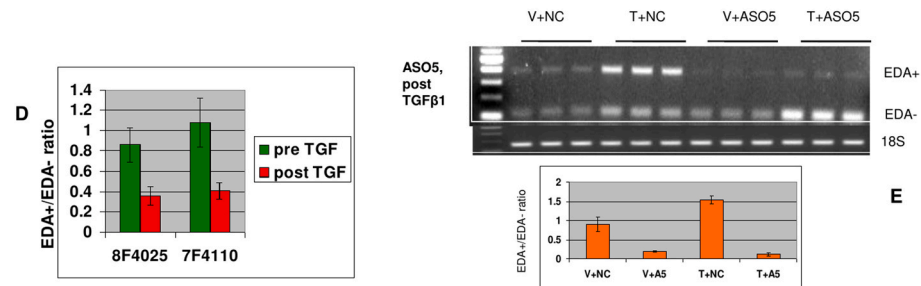 D
EDA+/EDA- ratio
1.4
1.2
1
0.8
0.6
0.4
0.2
0
8F4025
7F4110
pre TGF
post TGF
V+NC
T+NC
V+ASO5
T+ASO5
ASO5,
post
TGFβ1
EDA+
EDA-
18S
E
EDA+/EDA- ratio
2
1.5
1
0.5
0
V+NC
V+A5
T+NC
T+A5